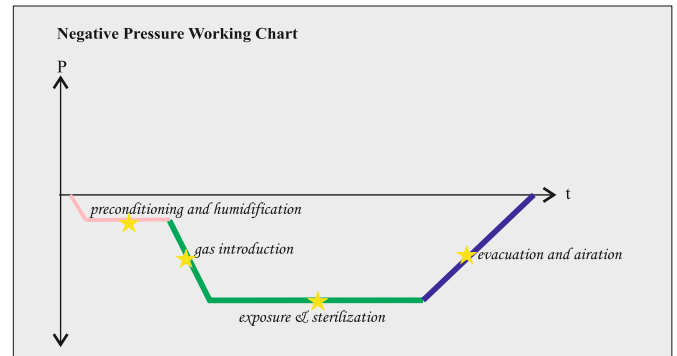 Negative Pressure Working Chart
P
t
preconditioning and humidification
gas introduction
evacuation and airation
exposure & sterilization